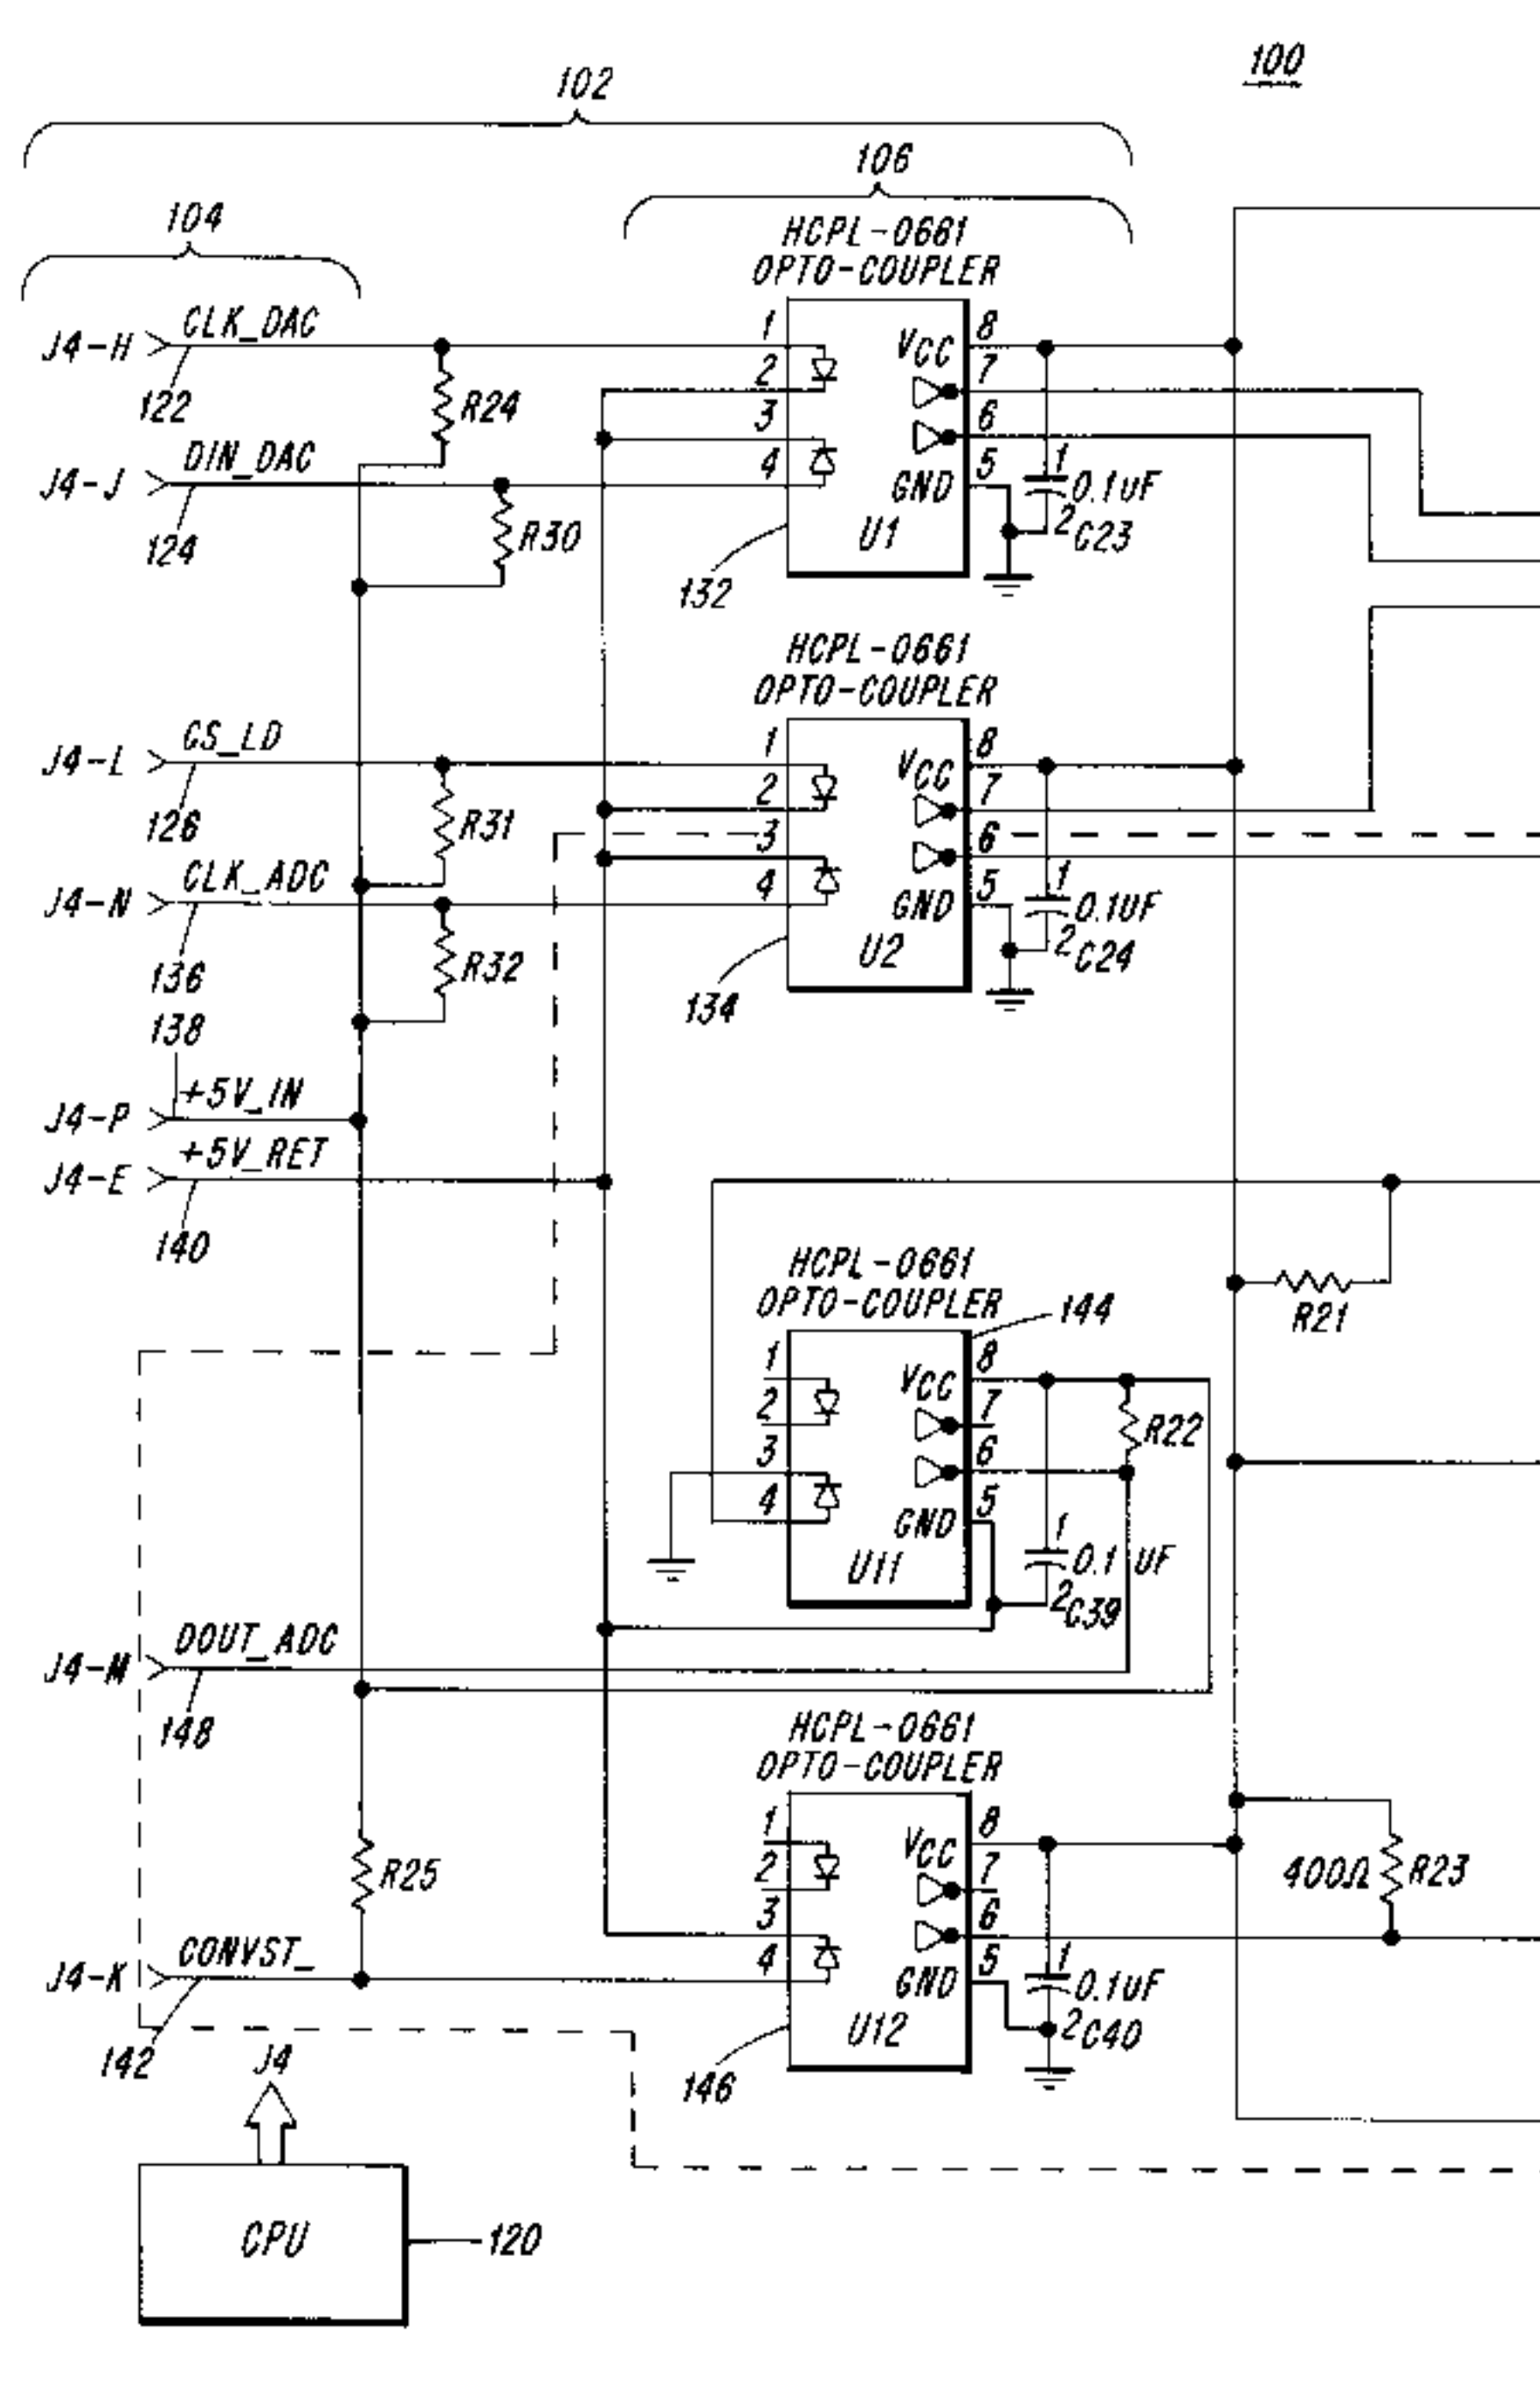 100
102
106
104
HCPL-0661
OPTO-COUPLER
J4-H CLK_DAC
122
R24
1 2 3 4
VCC
GND
U1
8 7 6 5
1
0.1UF
2 C23
J4-J DIN_DAC
124
R30
132
HCPL-0661
OPTO-COUPLER
J4-L CS_LD
126
R31
1 2 3 4
VCC
GND
U2
8 7 6 5
1
0.1UF
2 C24
J4-N CLK_ADC
136
R32
134
138
J4-P +5V_IN
J4-E +5V_RET
140
HCPL-0661
OPTO-COUPLER
144
R21
1 2 3 4
VCC
GND
U11
8 7 6 5
R22
1
0.1 UF
2 C39
J4-M DOUT_ADC
148
HCPL-0661
OPTO-COUPLER
1 2 3 4
VCC
GND
U12
8 7 6 5
1
0.1UF
2 C40
400Ω R23
R25
J4-K CONVST_
142
146
J4
CPU
120